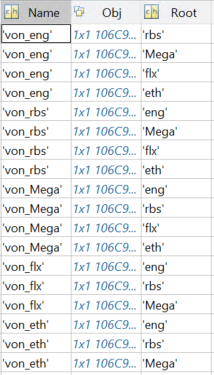 Name Obj Root
'von_eng' 1x1 106C9... 'rbs'
'von_eng' 1x1 106C9... 'Mega'
'von_eng' 1x1 106C9... 'flx'
'von_eng' 1x1 106C9... 'eth'
'von_rbs' 1x1 106C9... 'eng'
'von_rbs' 1x1 106C9... 'Mega'
'von_rbs' 1x1 106C9... 'flx'
'von_rbs' 1x1 106C9... 'eth'
'von_Mega' 1x1 106C9... 'eng'
'von_Mega' 1x1 106C9... 'rbs'
'von_Mega' 1x1 106C9... 'flx'
'von_Mega' 1x1 106C9... 'eth'
'von_flx' 1x1 106C9... 'eng'
'von_flx' 1x1 106C9... 'rbs'
'von_flx' 1x1 106C9... 'Mega'
'von_eth' 1x1 106C9... 'eng'
'von_eth' 1x1 106C9... 'rbs'
'von_eth' 1x1 106C9... 'Mega'